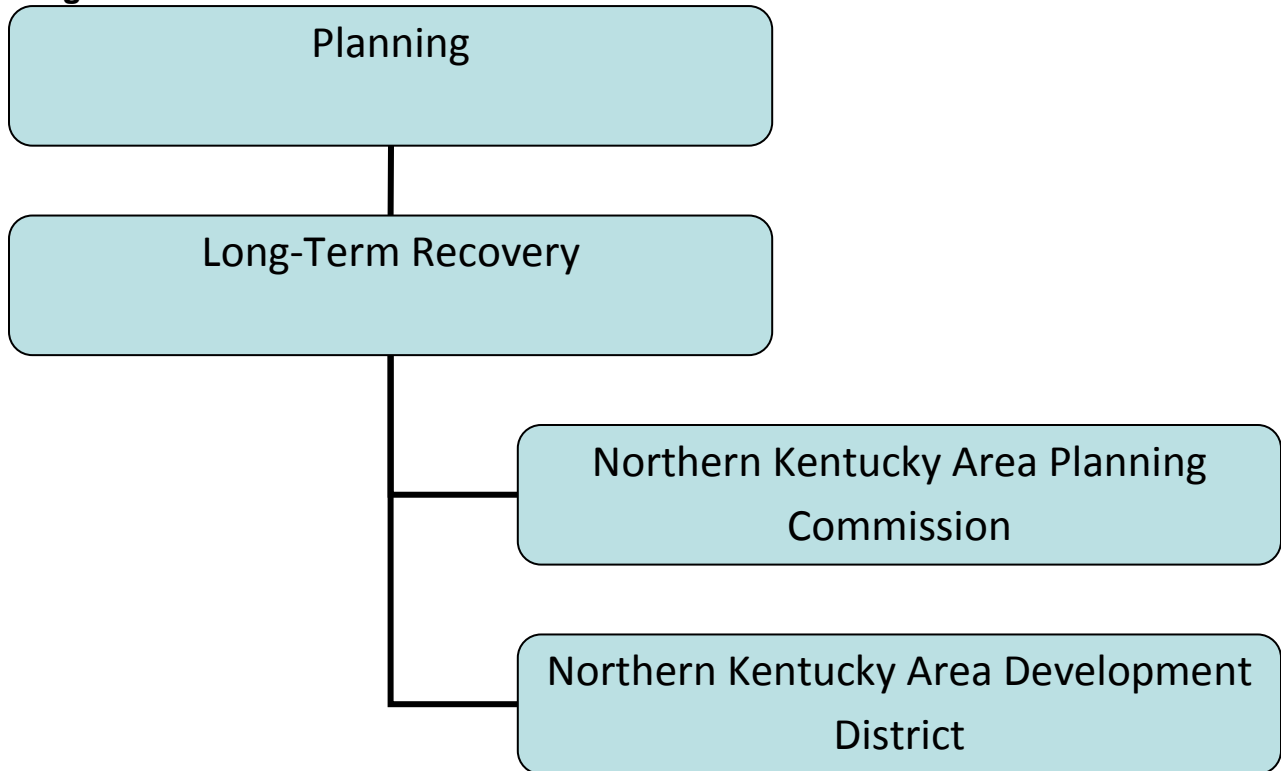 Planning
Long-Term Recovery
Northern Kentucky Area Planning
Commission
Northern Kentucky Area Development
District